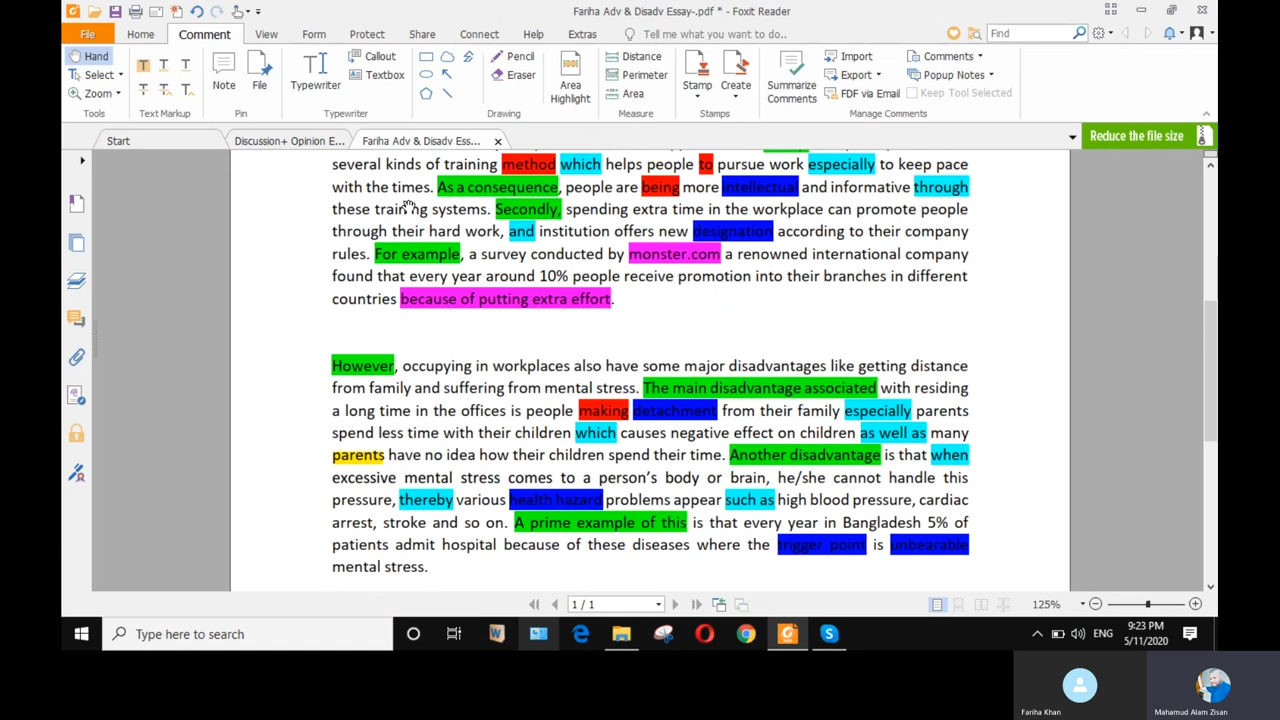 Fariha Adv & Disadv Essay-.pdf * - Foxit Reader
File Home Comment View Form Protect Share Connect Help Extras Tell me what you want to do.. Find
Hand Select Zoom Tools
Text Markup
Note File Pin
Typewriter Callout Textbox Typewriter
Pencil Eraser Area Highlight Drawing
Distance Perimeter Area Measure
Stamp Create Stamps
Summarize Comments Import Export FDF via Email Comments Popup Notes Keep Tool Selected Manage Comments
Start Discussion+ Opinion E... Fariha Adv & Disadv Ess... Reduce the file size
several kinds of training method which helps people to pursue work especially to keep pace
with the times. As a consequence, people are being more intellectual and informative through
these training systems. Secondly, spending extra time in the workplace can promote people
through their hard work, and institution offers new designation according to their company
rules. For example, a survey conducted by monster.com a renowned international company
found that every year around 10% people receive promotion into their branches in different
countries because of putting extra effort.
However, occupying in workplaces also have some major disadvantages like getting distance
from family and suffering from mental stress. The main disadvantage associated with residing
a long time in the offices is people making detachment from their family especially parents
spend less time with their children which causes negative effect on children as well as many
parents have no idea how their children spend their time. Another disadvantage is that when
excessive mental stress comes to a person's body or brain, he/she cannot handle this
pressure, thereby various health hazard problems appear such as high blood pressure, cardiac
arrest, stroke and so on. A prime example of this is that every year in Bangladesh 5% of
patients admit hospital because of these diseases where the trigger point is unbearable
mental stress.
1 / 1 125%
Type here to search ENG 9:23 PM 5/11/2020
Fariha Khan Mahamud Alam Zisan